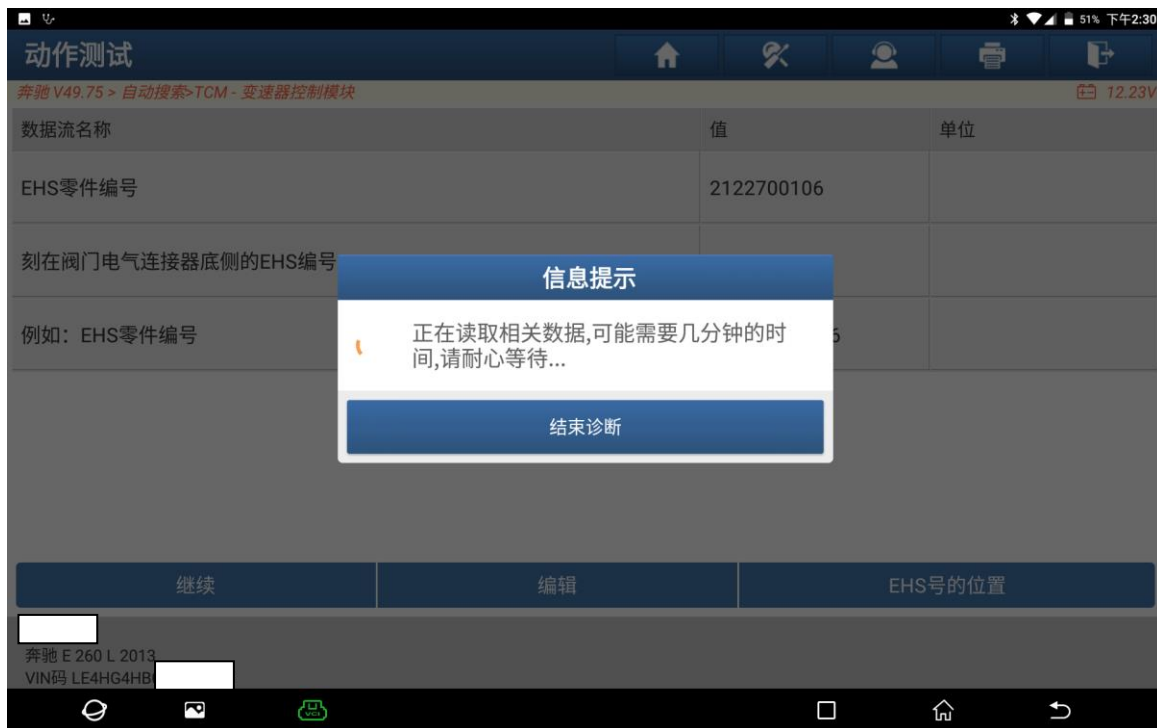 51% 下午2:30
动作测试
奔驰 V49.75 > 自动搜索>TCM - 变速器控制模块
12.23V
数据流名称 值 单位
EHS零件编号 2122700106
刻在阀门电气连接器底侧的EHS编号
信息提示
例如：EHS零件编号
正在读取相关数据,可能需要几分钟的时
间,请耐心等待...
结束诊断
继续 编辑 EHS号的位置
奔驰 E 260 L 2013
VIN码 LE4HG4HB
VCI